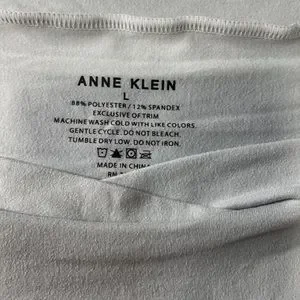 ANNE KLEIN
L
88% POLYESTER / 12% SPANDEX
EXCLUSIVE OF TRIM
MACHINE WASH COLD WITH LIKE COLORS.
GENTLE CYCLE. DO NOT BLEACH.
TUMBLE DRY LOW. DO NOT IRON.
MADE IN CHINA
RN